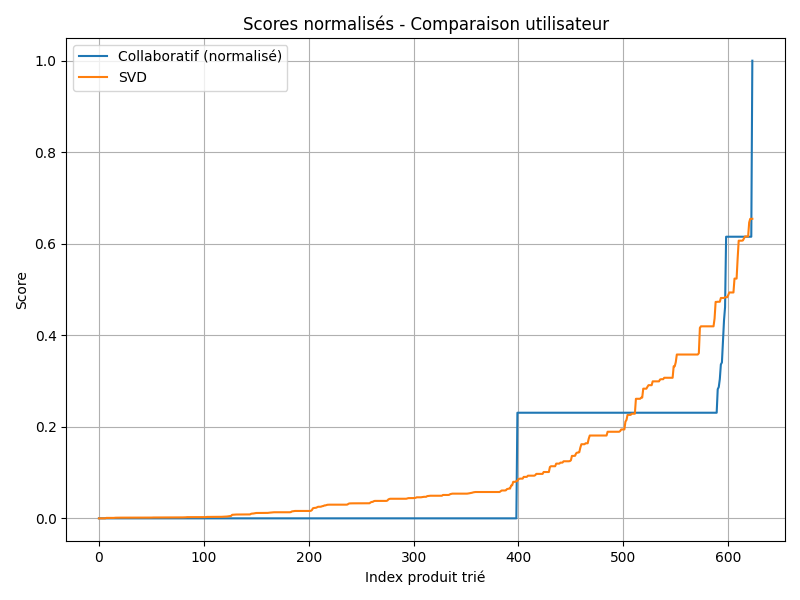 Scores normalisés - Comparaison utilisateur
Collaboratif (normalisé)
SVD
Score
1.0
0.8
0.6
0.4
0.2
0.0
0 100 200 300 400 500 600
Index produit trié